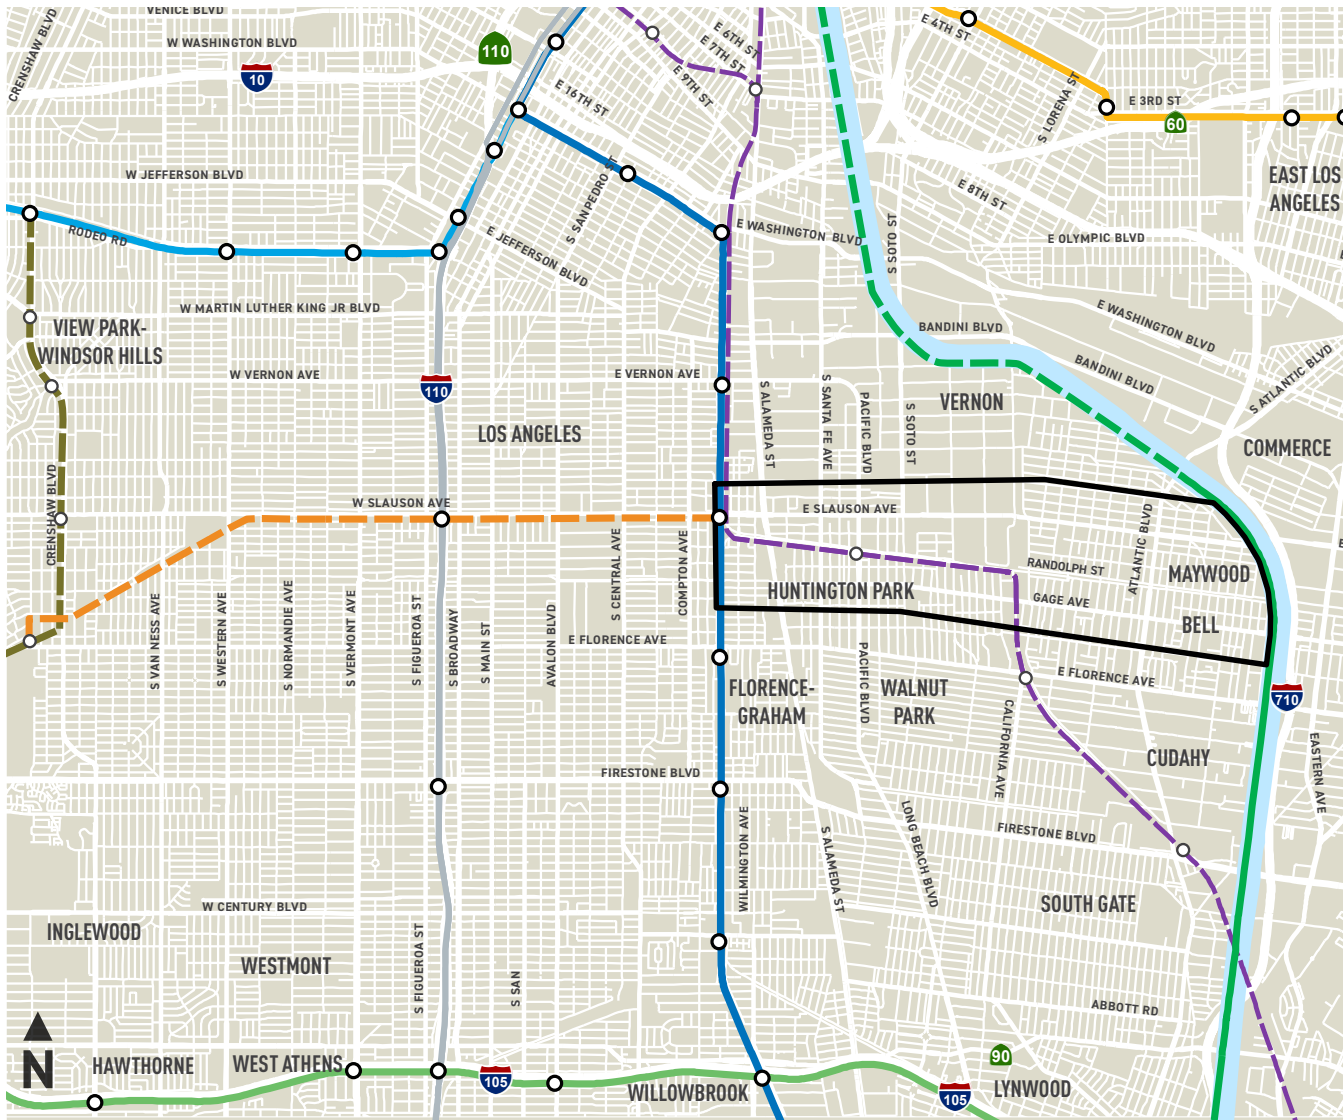 VENICE BLVD
W WASHINGTON BLVD
CRENSHAW BLVD
10
110
E 16TH ST
E 6TH ST
E 7TH ST
E 9TH ST
E 4TH ST
S LORENA ST
E 3RD ST
60
W JEFFERSON BLVD
EAST LOS
ANGELES
E 8TH ST
S SAN PEDRO ST
RODEO RD
E JEFFERSON BLVD
E WASHINGTON BLVD
S SOTO ST
E OLYMPIC BLVD
W MARTIN LUTHER KING JR BLVD
E WASHINGTON BLVD
VIEW PARK-
WINDSOR HILLS
BANDINI BLVD
BANDINI BLVD
W VERNON AVE
110
E VERNON AVE
S ATLANTIC BLVD
S ALAMEDA ST
S SANTA FE AVE
PACIFIC BLVD
S SOTO ST
VERNON
LOS ANGELES
COMMERCE
CRENSHAW BLVD
W SLAUSON AVE
E SLAUSON AVE
ATLANTIC BLVD
S CENTRAL AVE
COMPTON AVE
RANDOLPH ST
MAYWOOD
HUNTINGTON PARK
GAGE AVE
BELL
S VAN NESS AVE
S WESTERN AVE
S NORMANDIE AVE
S VERMONT AVE
S FIGUEROA ST
S BROADWAY
S MAIN ST
AVALON BLVD
E FLORENCE AVE
E FLORENCE AVE
FLORENCE-
GRAHAM
PACIFIC BLVD
WALNUT
PARK
710
CALIFORNIA AVE
CUDAHY
EASTERN AVE
FIRESTONE BLVD
WILMINGTON AVE
S ALAMEDA ST
LONG BEACH BLVD
FIRESTONE BLVD
W CENTURY BLVD
SOUTH GATE
INGLEWOOD
WESTMONT
S FIGUEROA ST
S SAN
ABBOTT RD
N
HAWTHORNE
WEST ATHENS
105
WILLOWBROOK
90
105
LYNWOOD